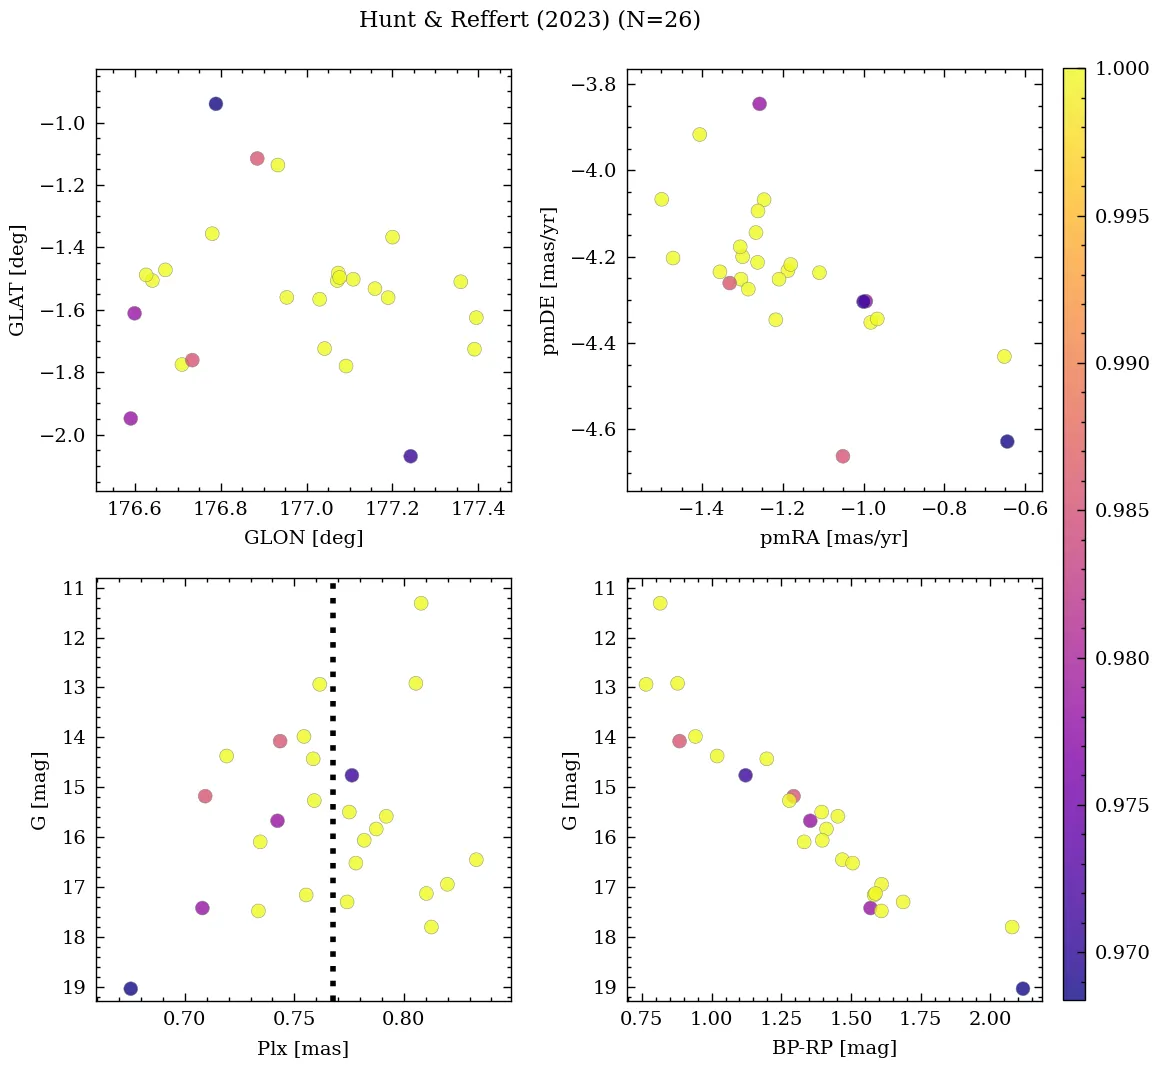 Hunt & Reffert (2023) (N=26)
−1.0
−1.2
−1.4
−1.6
−1.8
−2.0
GLAT [deg]
176.6 176.8 177.0 177.2 177.4
GLON [deg]
−3.8
−4.0
−4.2
−4.4
−4.6
pmDE [mas/yr]
−1.4 −1.2 −1.0 −0.8 −0.6
pmRA [mas/yr]
11
12
13
14
15
16
17
18
19
G [mag]
0.70 0.75 0.80
Plx [mas]
11
12
13
14
15
16
17
18
19
G [mag]
0.75 1.00 1.25 1.50 1.75 2.00
BP-RP [mag]
1.000
0.995
0.990
0.985
0.980
0.975
0.970